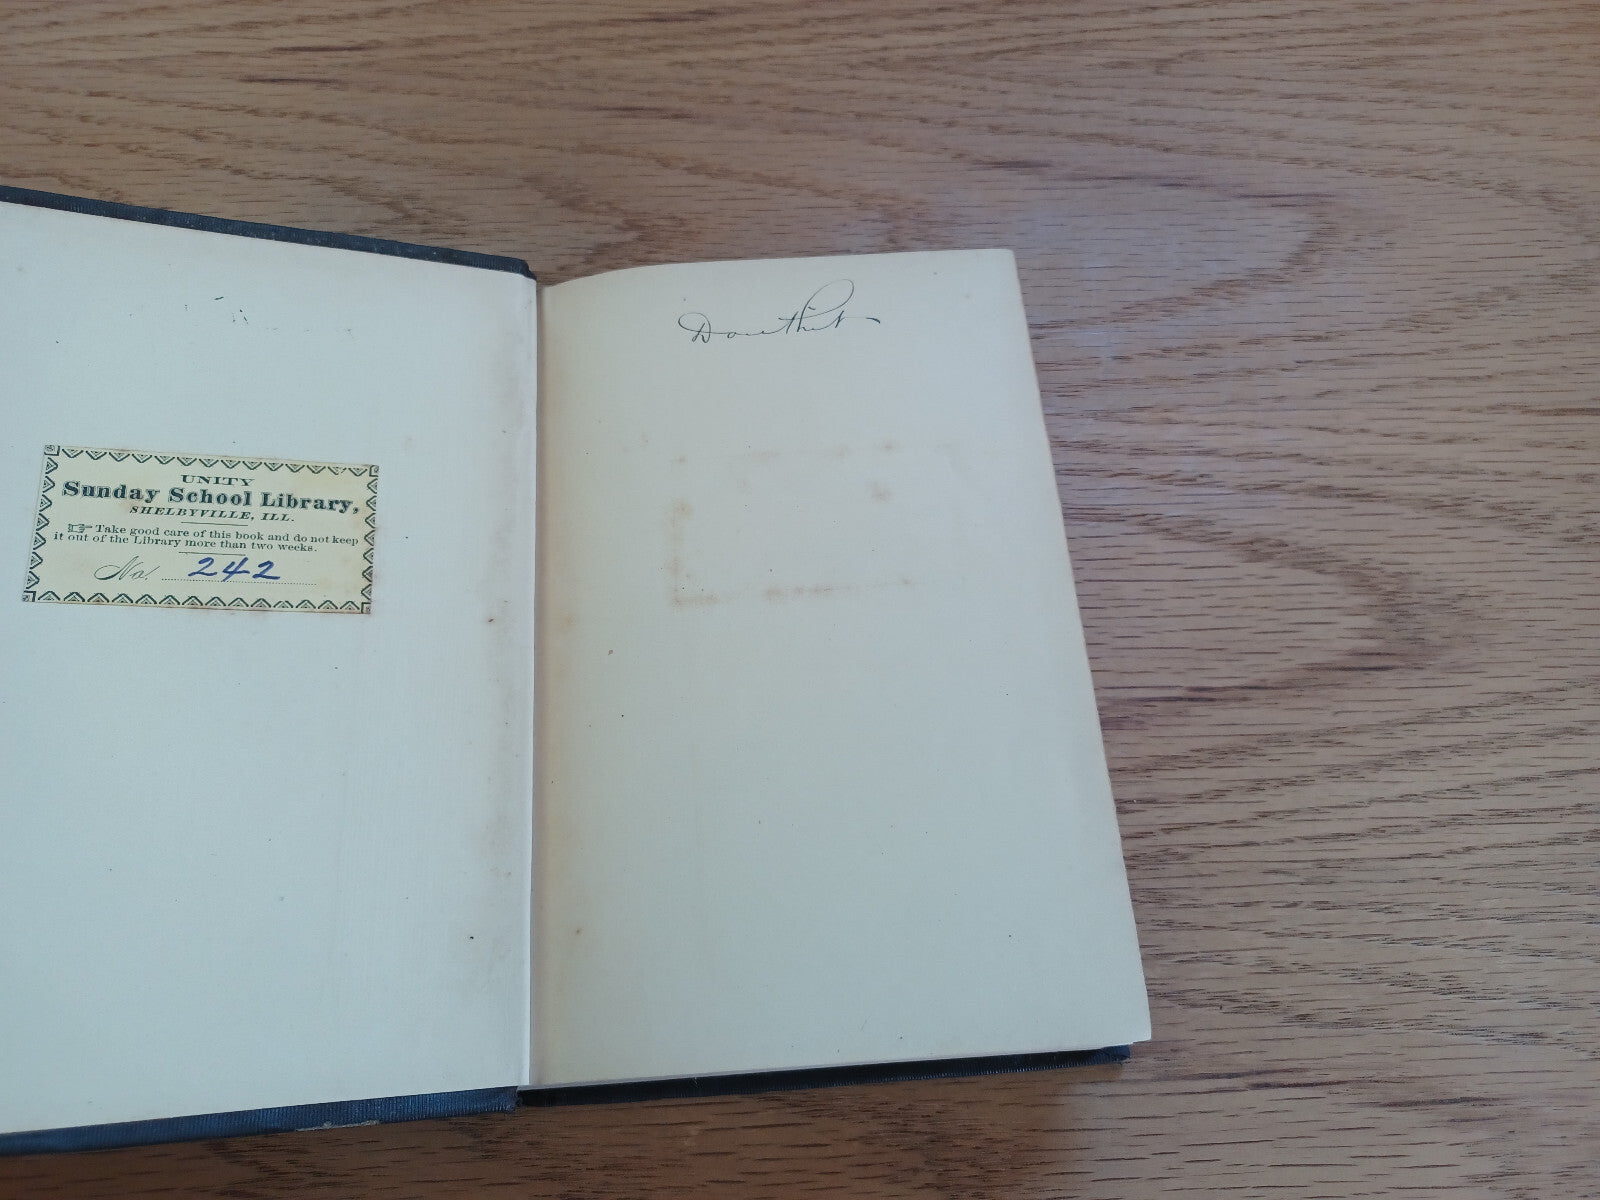 UNITY
Sunday School Library,
SHELBYVILLE, ILL.
☞ Take good care of this book and do not keep
it out of the Library more than two weeks.
No. 242
Douthit